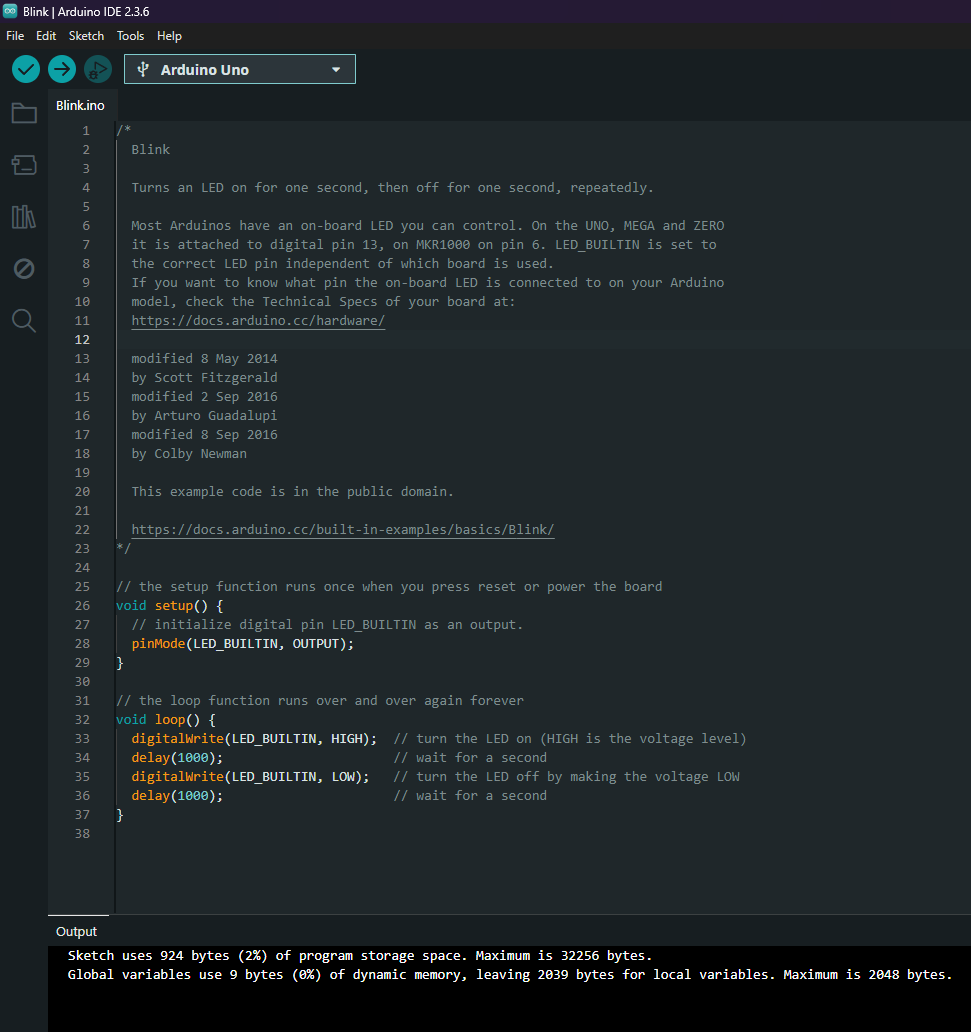 Blink | Arduino IDE 2.3.6
File Edit Sketch Tools Help
Arduino Uno
Blink.ino
1 /*
2 Blink
3
4 Turns an LED on for one second, then off for one second, repeatedly.
5
6 Most Arduinos have an on-board LED you can control. On the UNO, MEGA and ZERO
7 it is attached to digital pin 13, on MKR1000 on pin 6. LED_BUILTIN is set to
8 the correct LED pin independent of which board is used.
9 If you want to know what pin the on-board LED is connected to on your Arduino
10 model, check the Technical Specs of your board at:
11 https://docs.arduino.cc/hardware/
12
13 modified 8 May 2014
14 by Scott Fitzgerald
15 modified 2 Sep 2016
16 by Arturo Guadalupi
17 modified 8 Sep 2016
18 by Colby Newman
19
20 This example code is in the public domain.
21
22 https://docs.arduino.cc/built-in-examples/basics/Blink/
23 */
24
25 // the setup function runs once when you press reset or power the board
26 void setup() {
27 // initialize digital pin LED_BUILTIN as an output.
28 pinMode(LED_BUILTIN, OUTPUT);
29 }
30
31 // the loop function runs over and over again forever
32 void loop() {
33 digitalWrite(LED_BUILTIN, HIGH); // turn the LED on (HIGH is the voltage level)
34 delay(1000); // wait for a second
35 digitalWrite(LED_BUILTIN, LOW); // turn the LED off by making the voltage LOW
36 delay(1000); // wait for a second
37 }
38
Output
Sketch uses 924 bytes (2%) of program storage space. Maximum is 32256 bytes.
Global variables use 9 bytes (0%) of dynamic memory, leaving 2039 bytes for local variables. Maximum is 2048 bytes.